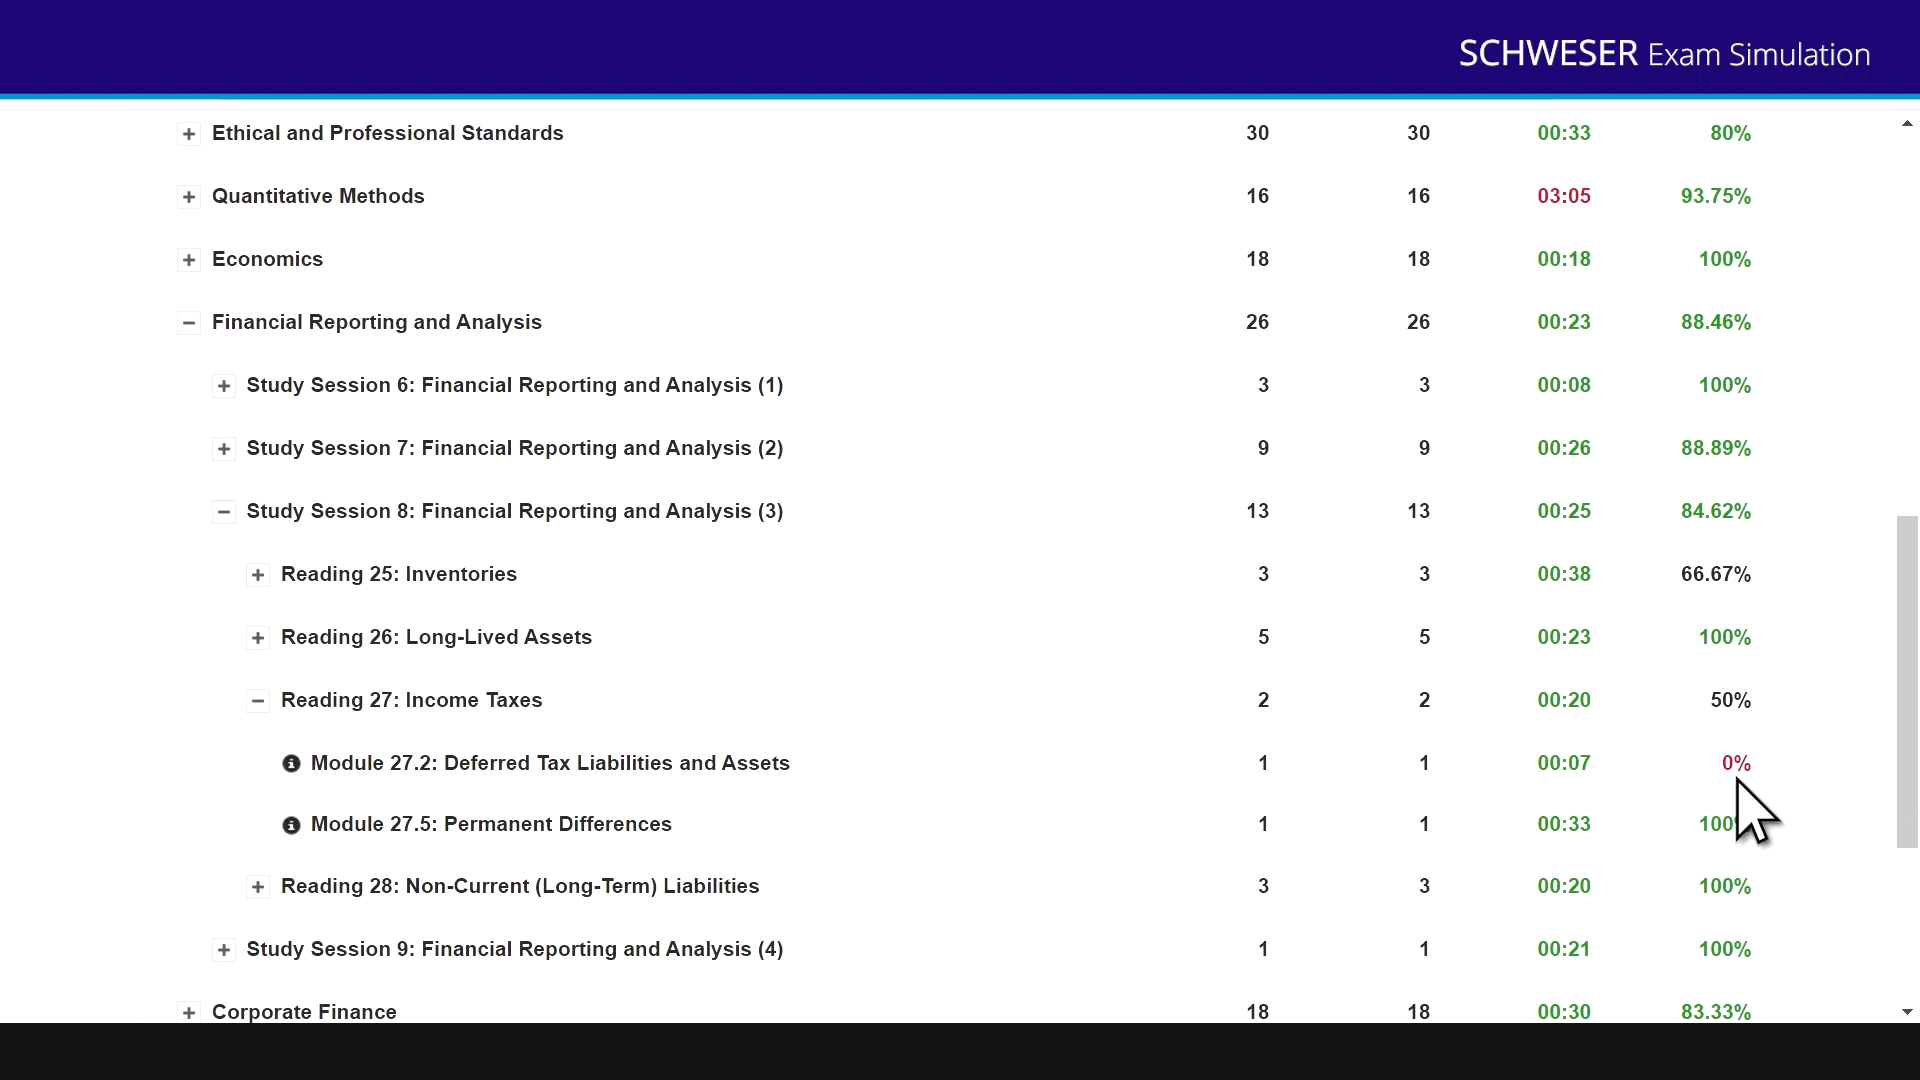 SCHWESER Exam Simulation
Ethical and Professional Standards 30 30 00:33 80%
Quantitative Methods 16 16 03:05 93.75%
Economics 18 18 00:18 100%
Financial Reporting and Analysis 26 26 00:23 88.46%
Study Session 6: Financial Reporting and Analysis (1) 3 3 00:08 100%
Study Session 7: Financial Reporting and Analysis (2) 9 9 00:26 88.89%
Study Session 8: Financial Reporting and Analysis (3) 13 13 00:25 84.62%
Reading 25: Inventories 3 3 00:38 66.67%
Reading 26: Long-Lived Assets 5 5 00:23 100%
Reading 27: Income Taxes 2 2 00:20 50%
Module 27.2: Deferred Tax Liabilities and Assets 1 1 00:07 0%
Module 27.5: Permanent Differences 1 1 00:33 100%
Reading 28: Non-Current (Long-Term) Liabilities 3 3 00:20 100%
Study Session 9: Financial Reporting and Analysis (4) 1 1 00:21 100%
Corporate Finance 18 18 00:30 83.33%